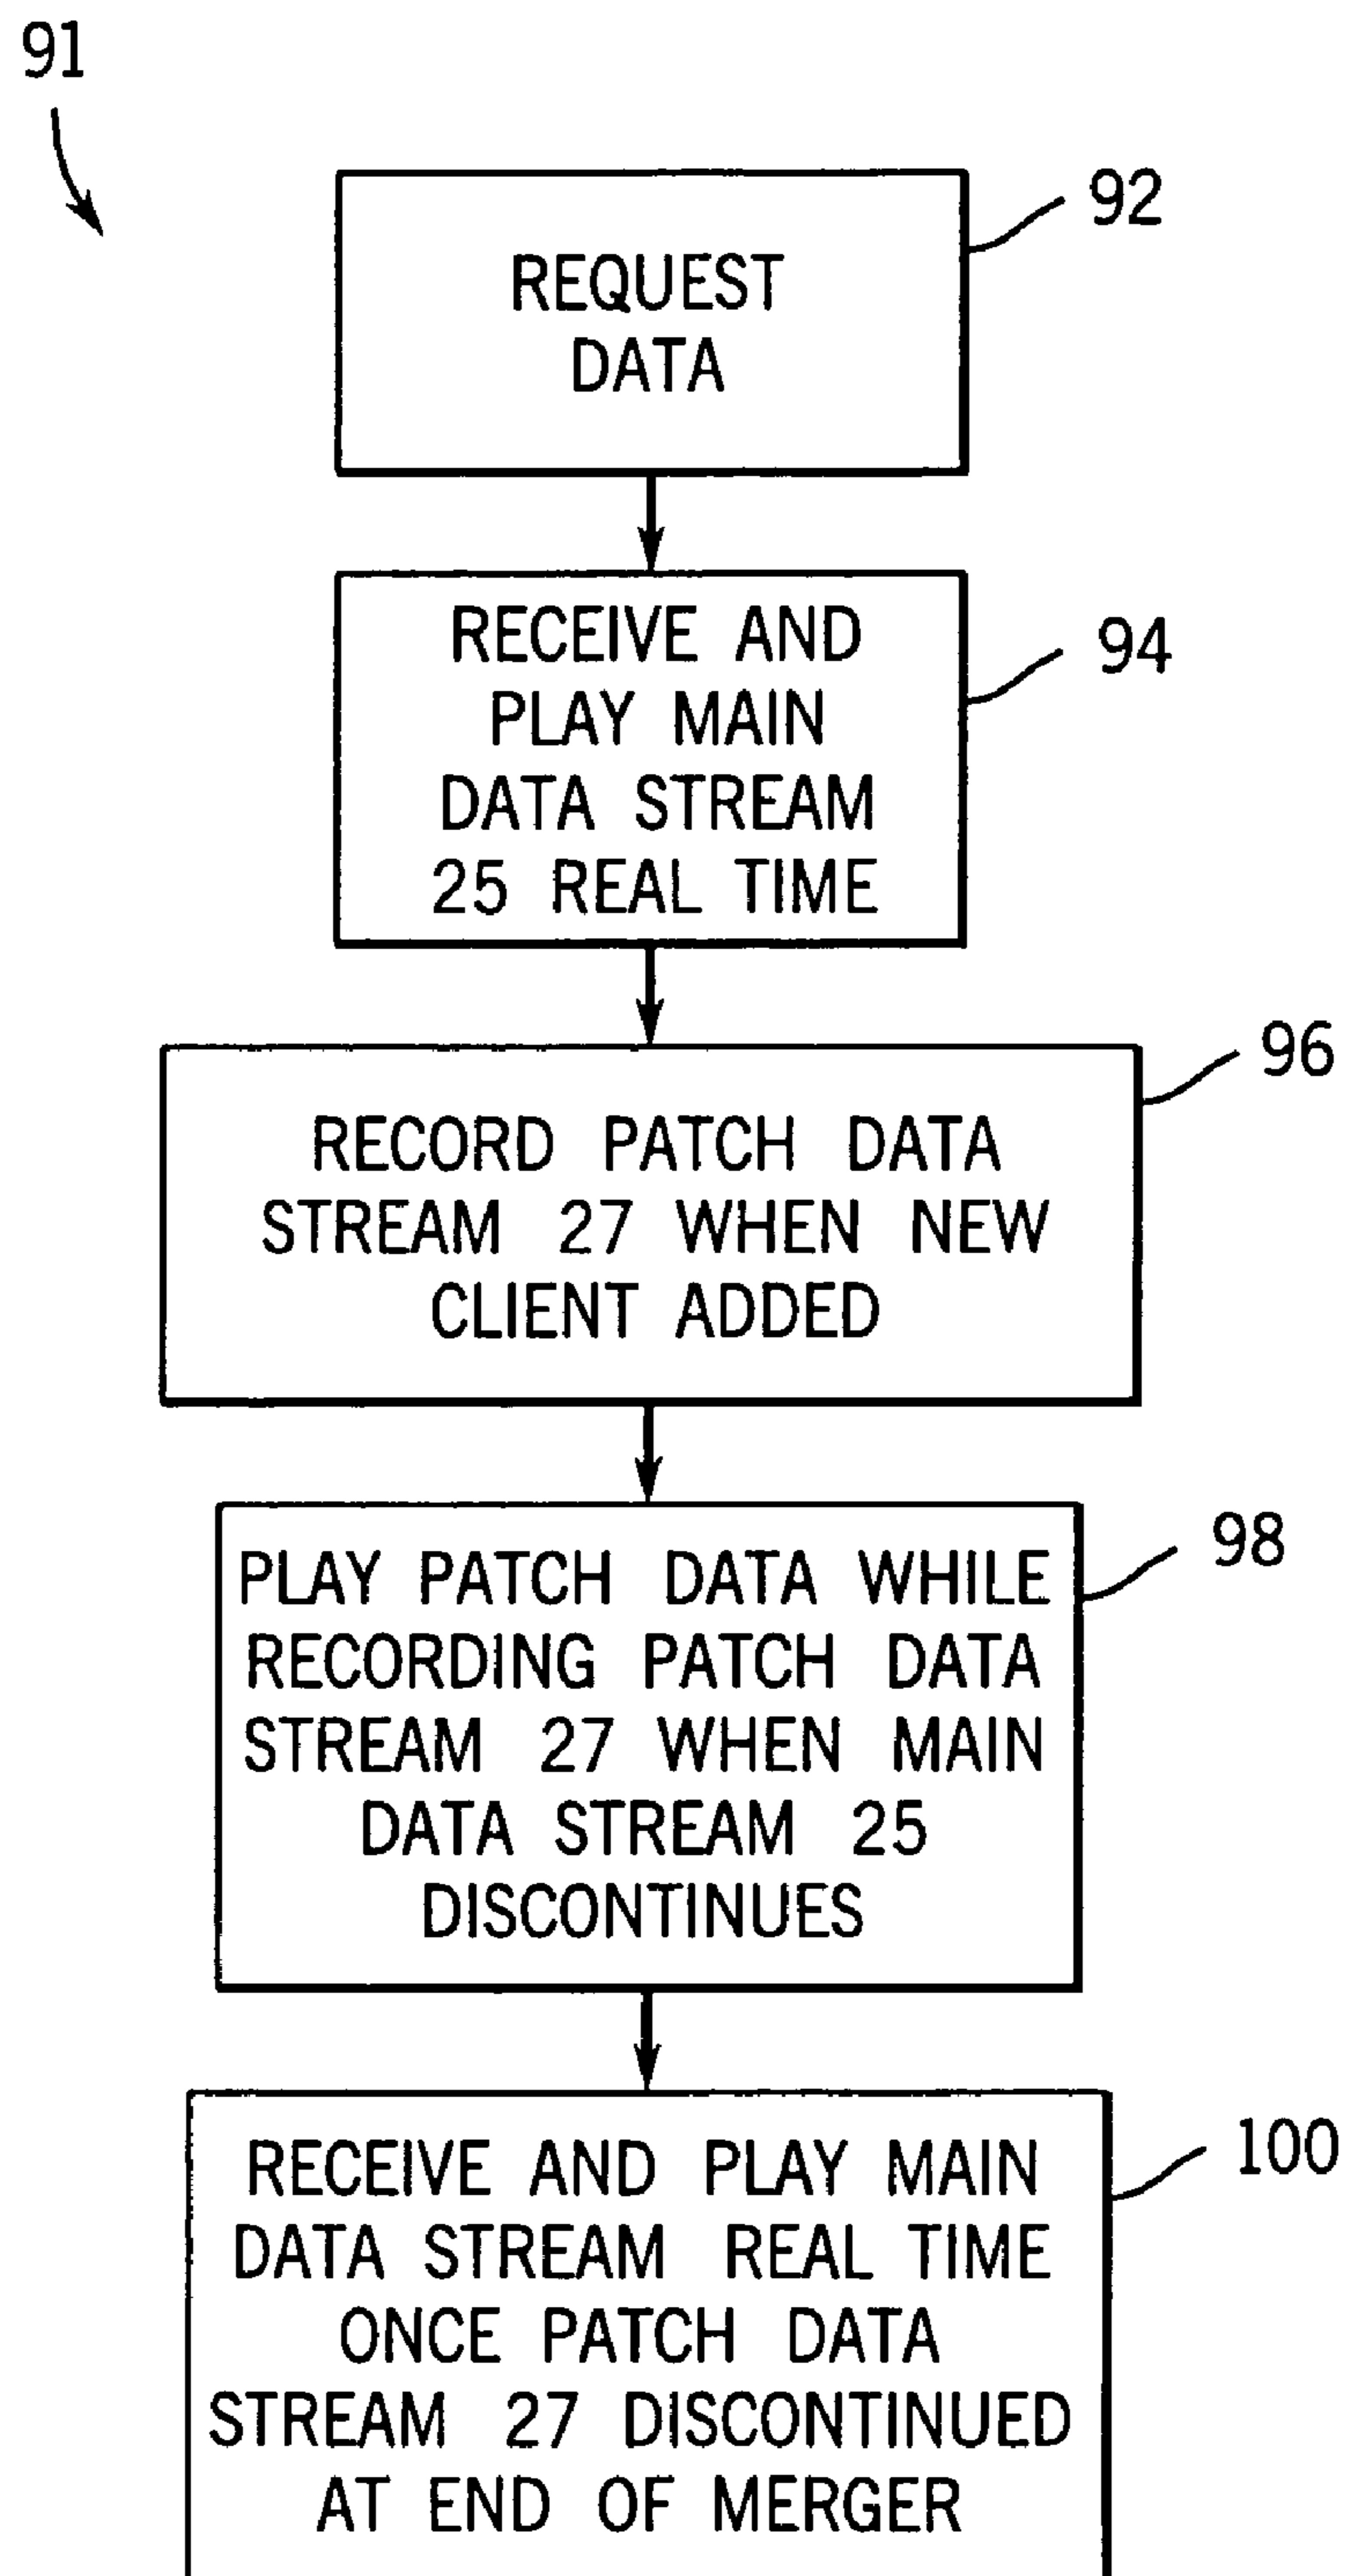 91
92
REQUEST
DATA
94
RECEIVE AND
PLAY MAIN
DATA STREAM
25 REAL TIME
96
RECORD PATCH DATA
STREAM 27 WHEN NEW
CLIENT ADDED
98
PLAY PATCH DATA WHILE
RECORDING PATCH DATA
STREAM 27 WHEN MAIN
DATA STREAM 25
DISCONTINUES
100
RECEIVE AND PLAY MAIN
DATA STREAM REAL TIME
ONCE PATCH DATA
STREAM 27 DISCONTINUED
AT END OF MERGER